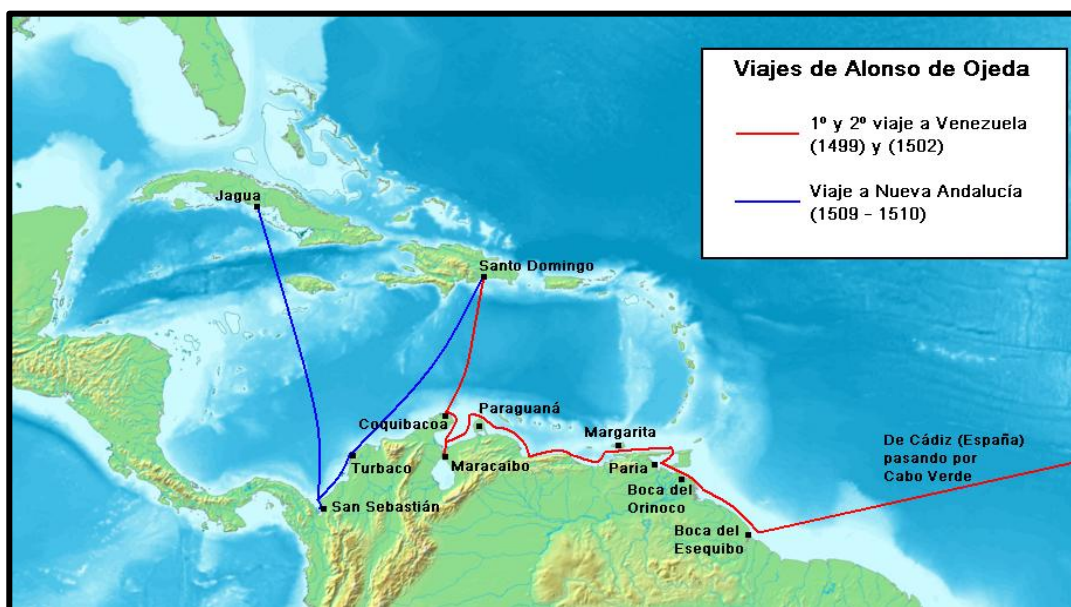 Viajes de Alonso de Ojeda
1º y 2º viaje a Venezuela
(1499) y (1502)
Viaje a Nueva Andalucía
(1509 - 1510)
Jagua
Santo Domingo
Paraguaná
Coquibacoa
Margarita
De Cádiz (España)
pasando por
Cabo Verde
Turbaco
Maracaibo
Paria
Boca del
Orinoco
San Sebastián
Boca del
Esequibo